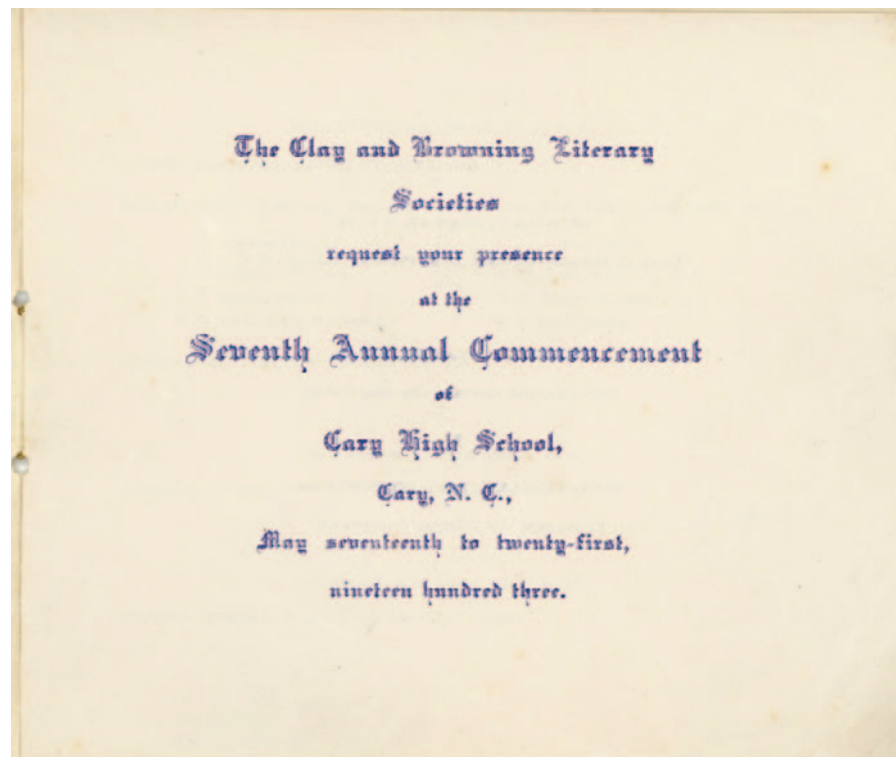 The Clay and Browning Literary
Societies
request your presence
at the
Seventh Annual Commencement
of
Cary High School,
Cary, N. C.,
May seventeenth to twenty-first,
nineteen hundred three.